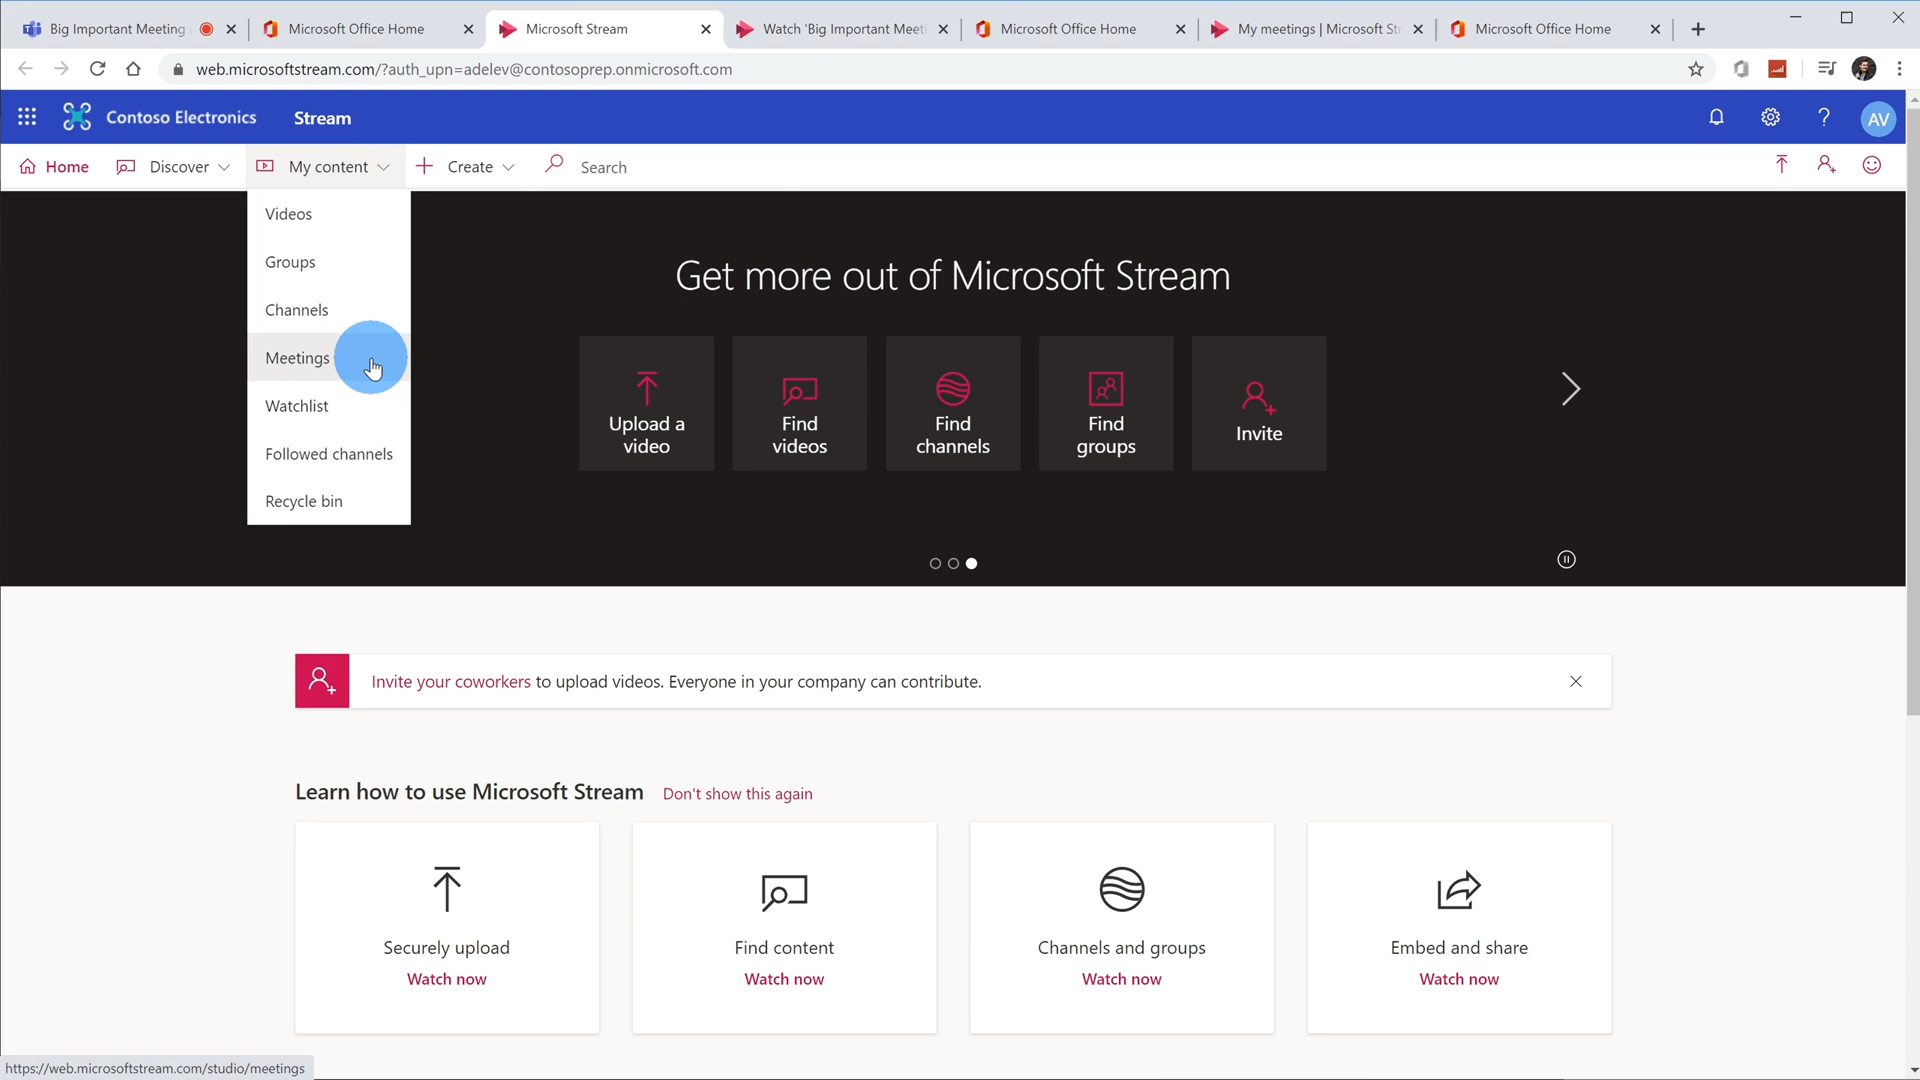 Big Important Meeting
Microsoft Office Home
Microsoft Stream
Watch 'Big Important Meeti
Microsoft Office Home
My meetings | Microsoft Str
Microsoft Office Home
web.microsoftstream.com/?auth_upn=adelev@contosoprep.onmicrosoft.com
Contoso Electronics
Stream
AV
Home
Discover
My content
Create
Search
Videos
Groups
Channels
Meetings
Watchlist
Followed channels
Recycle bin
Get more out of Microsoft Stream
Upload a
video
Find
videos
Find
channels
Find
groups
Invite
Invite your coworkers to upload videos. Everyone in your company can contribute.
Learn how to use Microsoft Stream Don't show this again
Securely upload
Watch now
Find content
Watch now
Channels and groups
Watch now
Embed and share
Watch now
https://web.microsoftstream.com/studio/meetings